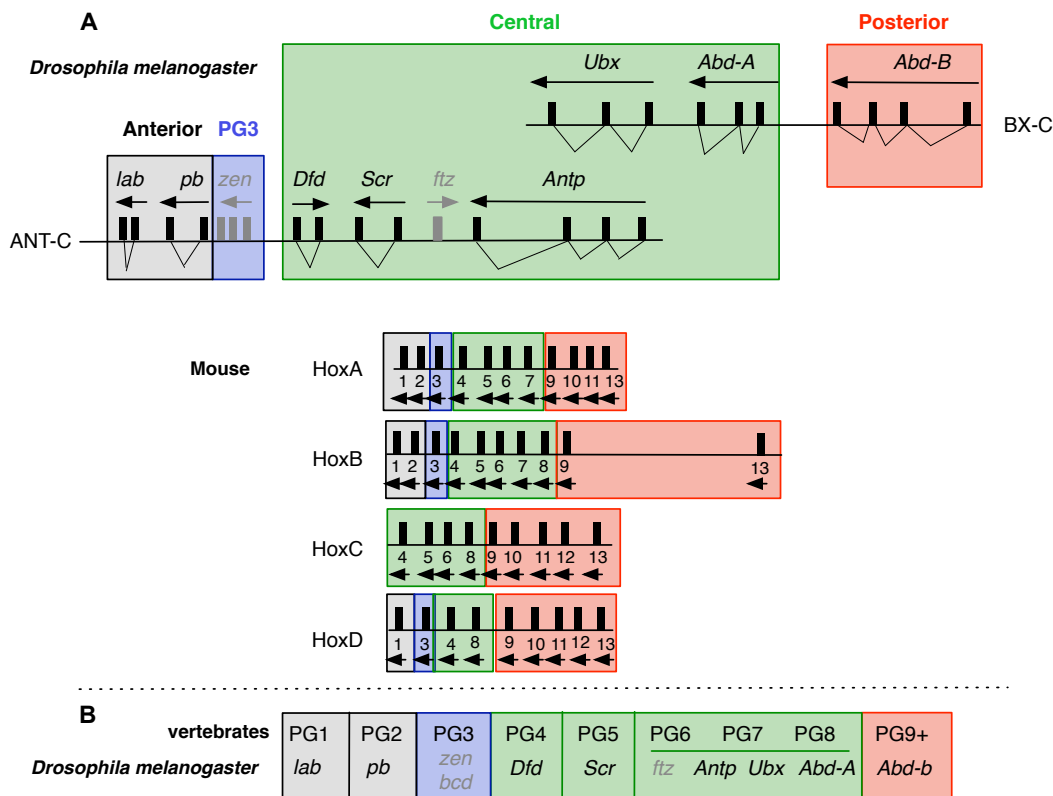 A
Central
Posterior
Drosophila melanogaster
Ubx Abd-A Abd-B
BX-C
Anterior PG3
lab pb zen Dfd Scr ftz Antp
ANT-C
Mouse
HoxA
1 2 3 4 5 6 7 9 10 11 13
HoxB
1 2 3 4 5 6 7 8 9 13
HoxC
4 5 6 8 9 10 11 12 13
HoxD
1 3 4 8 9 10 11 12 13
B
vertebrates PG1 PG2 PG3 PG4 PG5 PG6 PG7 PG8 PG9+
Drosophila melanogaster lab pb zen bcd Dfd Scr ftz Antp Ubx Abd-A Abd-b